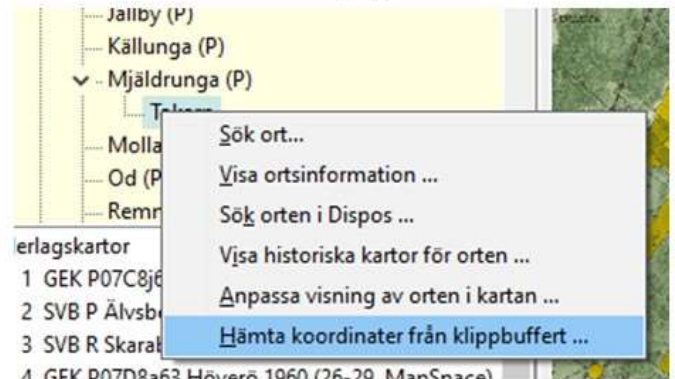 Jällby (P)
Källunga (P)
Mjäldrunga (P)
Molla
Od (P
Remn
Sök ort...
Visa ortsinformation ...
Sök orten i Dispos ...
Visa historiska kartor för orten ...
Anpassa visning av orten i kartan ...
Hämta koordinater från klippbuffert ...
erlagskartor
1 GEK P07C8j6
2 SVB P Älvsb
3 SVB R Skarab
4 GEK P07D8a63 Höverö 1960 (26-29, MapSpace)